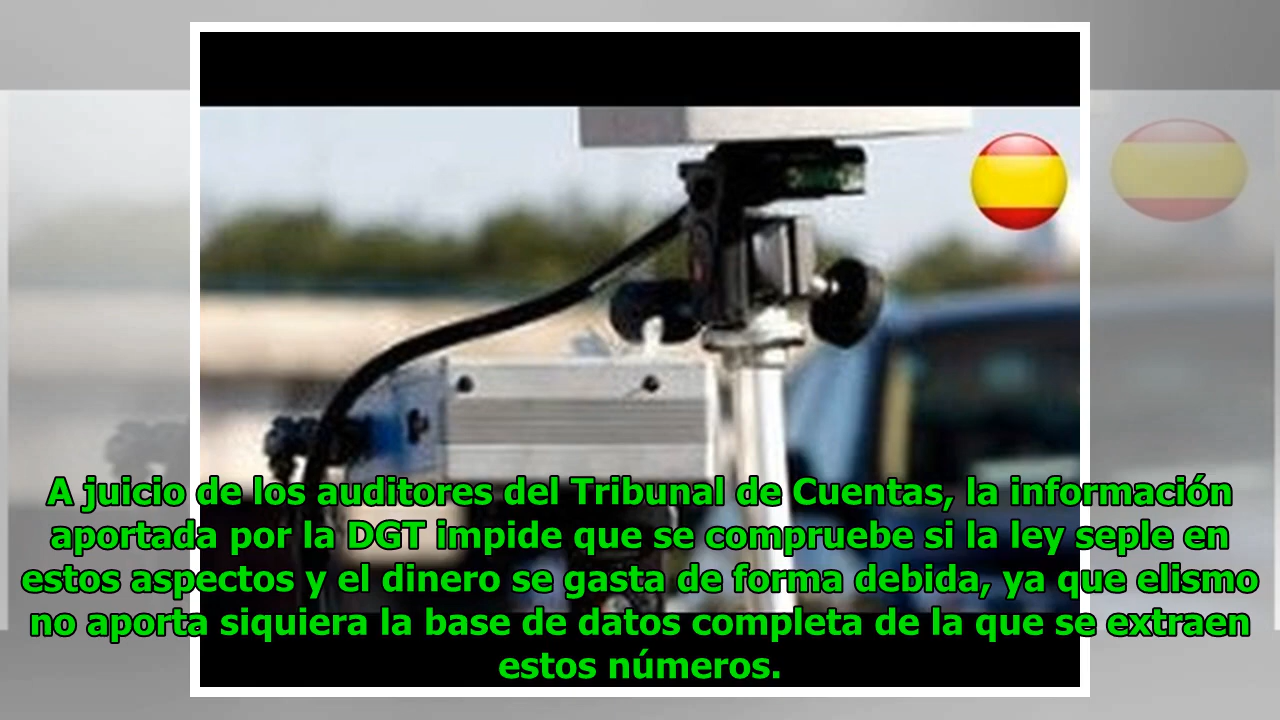 A juicio de los auditores del Tribunal de Cuentas, la información
aportada por la DGT impide que se compruebe si la ley seple en
estos aspectos y el dinero se gasta de forma debida, ya que elismo
no aporta siquiera la base de datos completa de la que se extraen
estos números.